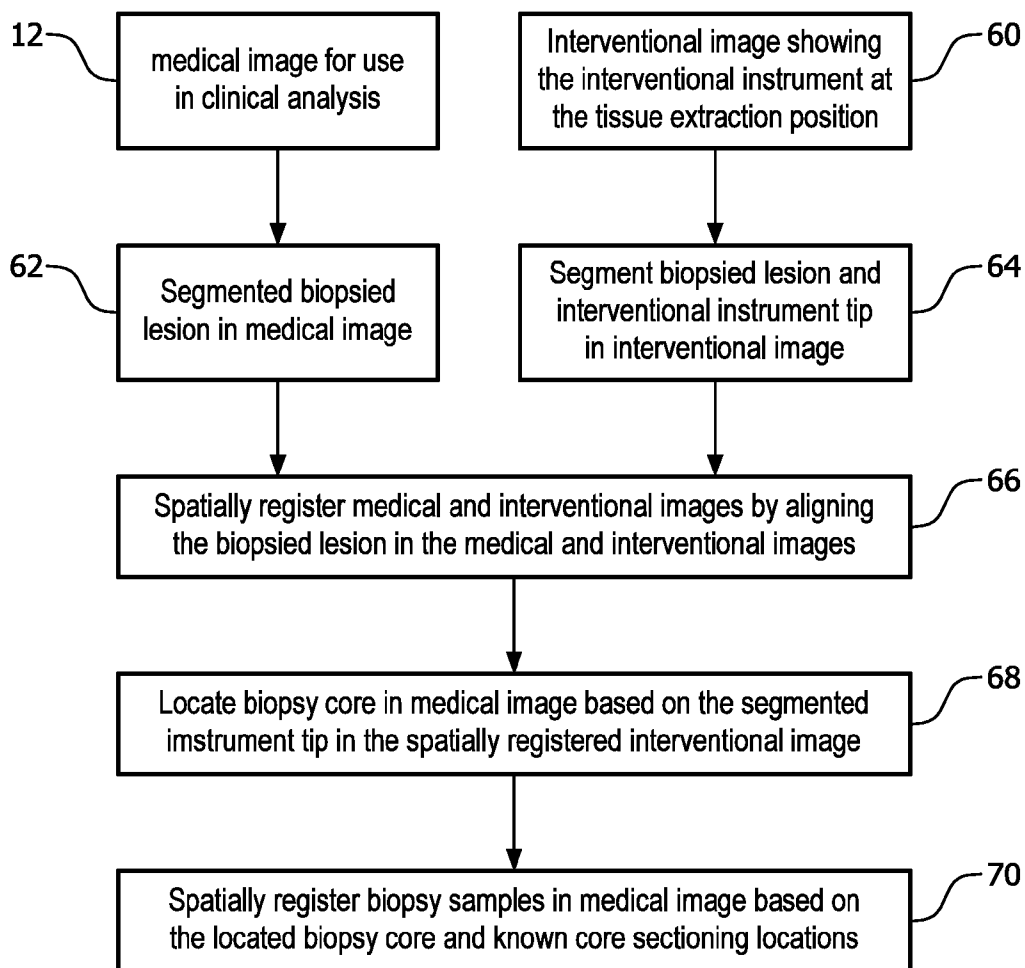 12
medical image for use
in clinical analysis
Interventional image showing
the interventional instrument at
the tissue extraction position
60
62
Segmented biopsied
lesion in medical image
Segment biopsied lesion and
interventional instrument tip
in interventional image
64
Spatially register medical and interventional images by aligning
the biopsied lesion in the medical and interventional images
66
Locate biopsy core in medical image based on the segmented
imstrument tip in the spatially registered interventional image
68
Spatially register biopsy samples in medical image based on
the located biopsy core and known core sectioning locations
70